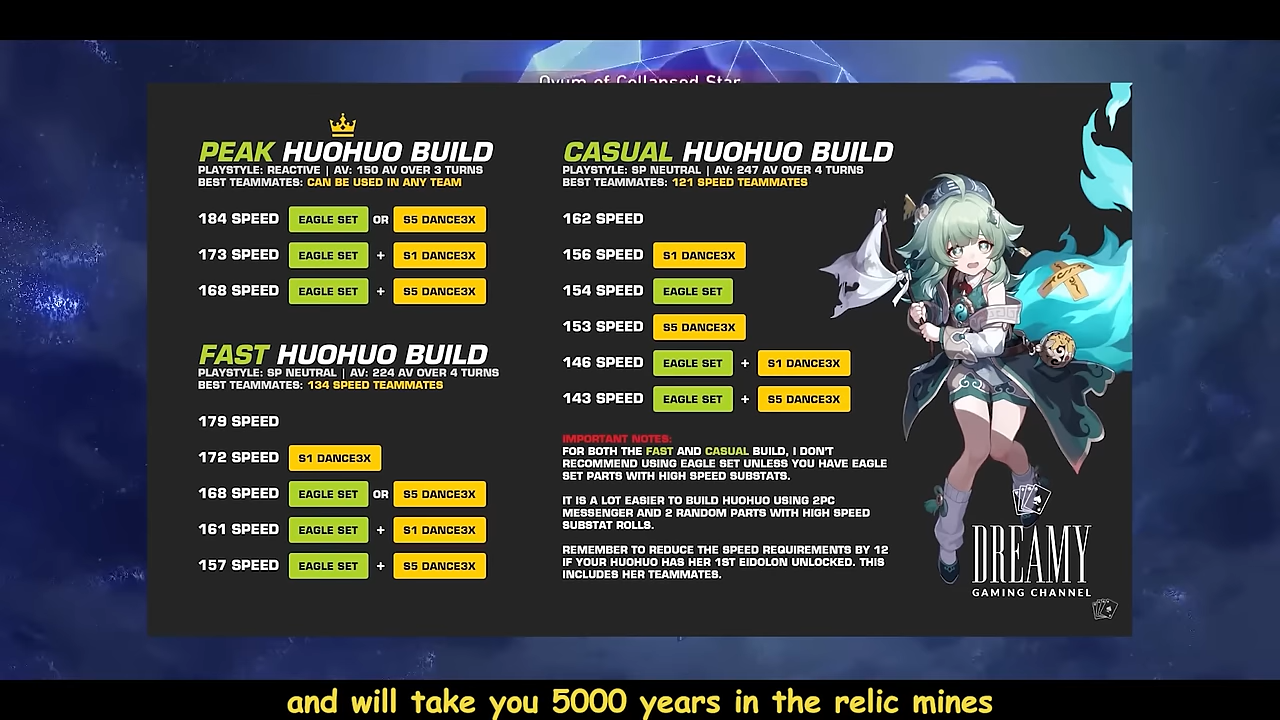 Ovum of Collapsed Star
PEAK HUOHUO BUILD
PLAYSTYLE: REACTIVE | AV: 150 AV OVER 3 TURNS
BEST TEAMMATES: CAN BE USED IN ANY TEAM
184 SPEED EAGLE SET OR S5 DANCE3X
173 SPEED EAGLE SET + S1 DANCE3X
168 SPEED EAGLE SET + S5 DANCE3X
FAST HUOHUO BUILD
PLAYSTYLE: SP NEUTRAL | AV: 224 AV OVER 4 TURNS
BEST TEAMMATES: 134 SPEED TEAMMATES
179 SPEED
172 SPEED S1 DANCE3X
168 SPEED EAGLE SET OR S5 DANCE3X
161 SPEED EAGLE SET + S1 DANCE3X
157 SPEED EAGLE SET + S5 DANCE3X
CASUAL HUOHUO BUILD
PLAYSTYLE: SP NEUTRAL | AV: 247 AV OVER 4 TURNS
BEST TEAMMATES: 121 SPEED TEAMMATES
162 SPEED
156 SPEED S1 DANCE3X
154 SPEED EAGLE SET
153 SPEED S5 DANCE3X
146 SPEED EAGLE SET + S1 DANCE3X
143 SPEED EAGLE SET + S5 DANCE3X
IMPORTANT NOTES:
FOR BOTH THE FAST AND CASUAL BUILD, I DON'T
RECOMMEND USING EAGLE SET UNLESS YOU HAVE EAGLE
SET PARTS WITH HIGH SPEED SUBSTATS.
IT IS A LOT EASIER TO BUILD HUOHUO USING 2PC
MESSENGER AND 2 RANDOM PARTS WITH HIGH SPEED
SUBSTAT ROLLS.
REMEMBER TO REDUCE THE SPEED REQUIREMENTS BY 12
IF YOUR HUOHUO HAS HER 1ST EIDOLON UNLOCKED. THIS
INCLUDES HER TEAMMATES.
DREAMY
GAMING CHANNEL
and will take you 5000 years in the relic mines